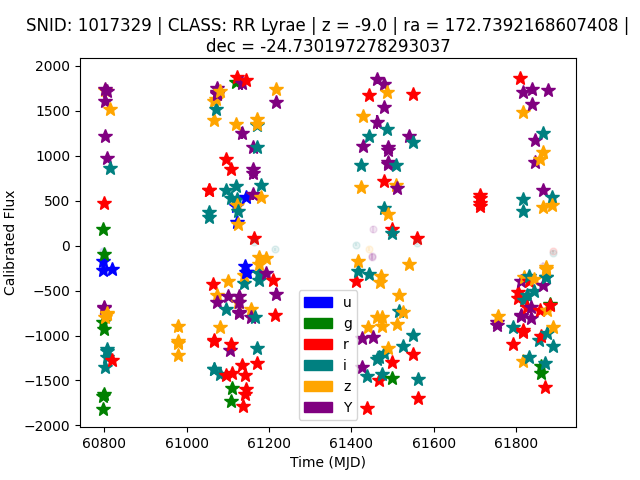 SNID: 1017329 | CLASS: RR Lyrae | z = -9.0 | ra = 172.7392168607408 |
dec = -24.730197278293037
2000
1500
1000
500
0
−500
−1000
−1500
−2000
Calibrated Flux
u
g
r
i
z
Y
60800
61000
61200
61400
61600
61800
Time (MJD)